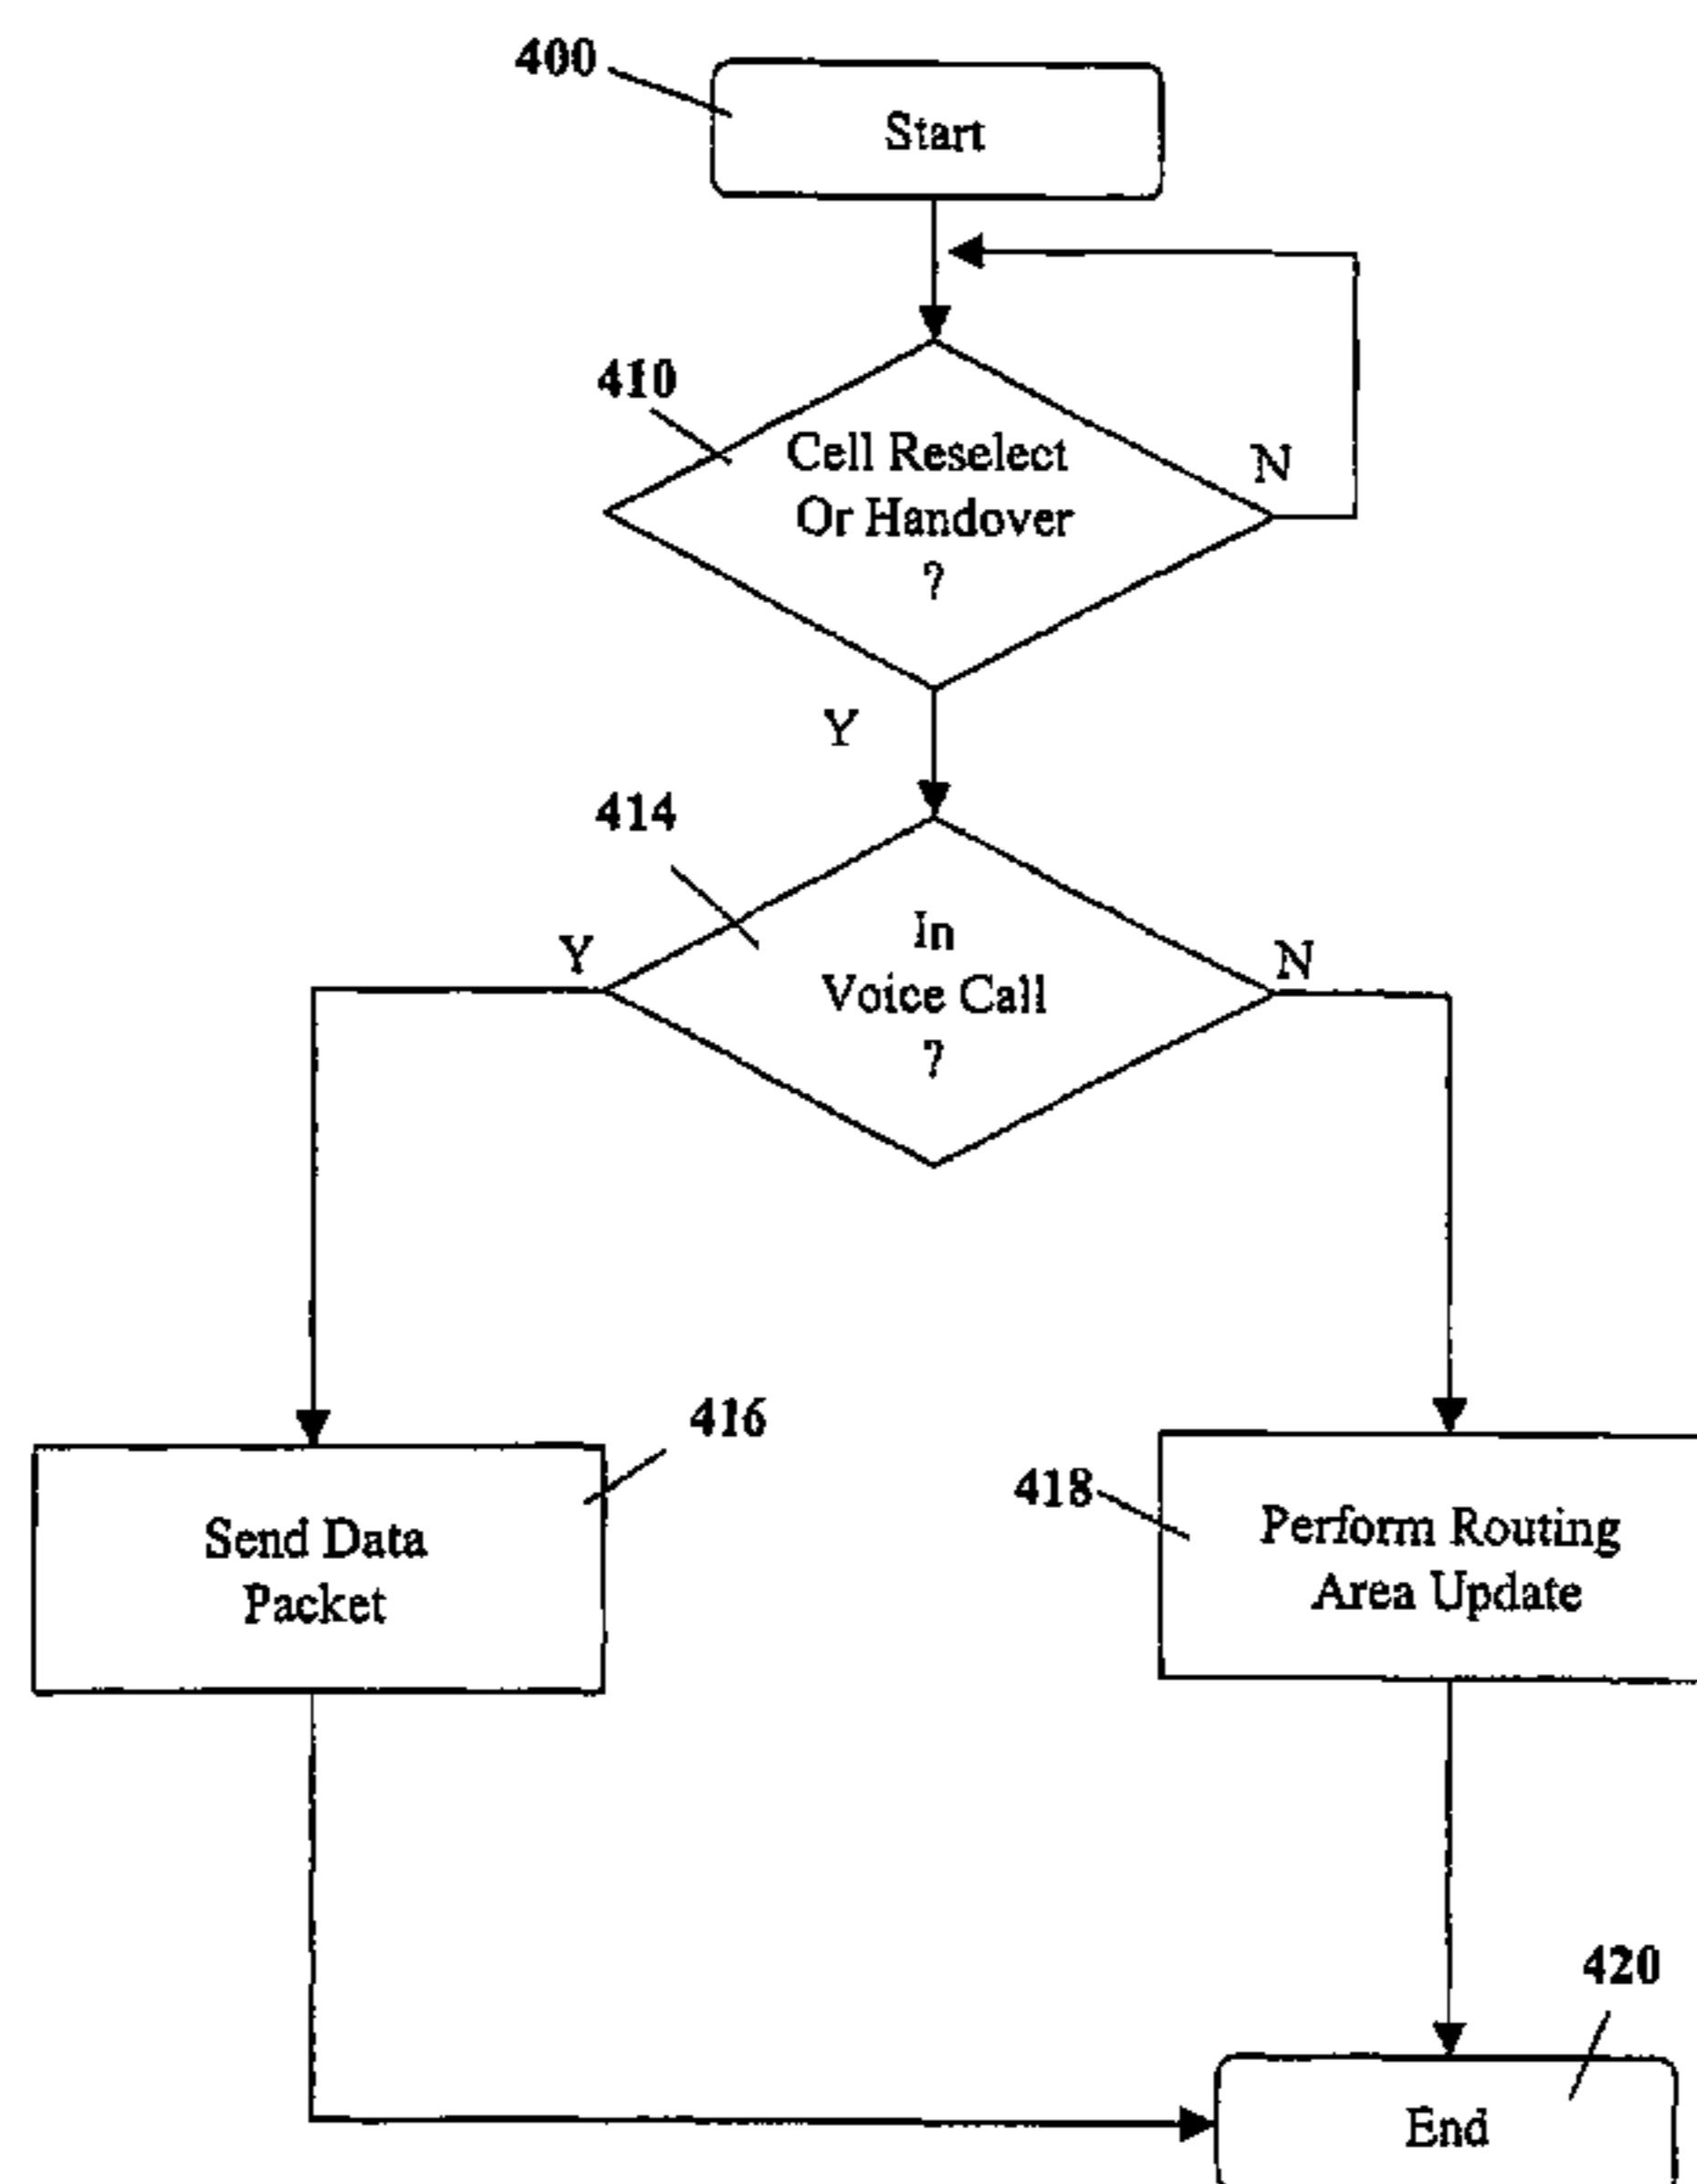 400
Start
410
Cell Reselect
Or Handover
?
N
Y
414
In
Voice Call
?
Y
N
416
Send Data
Packet
418
Perform Routing
Area Update
420
End